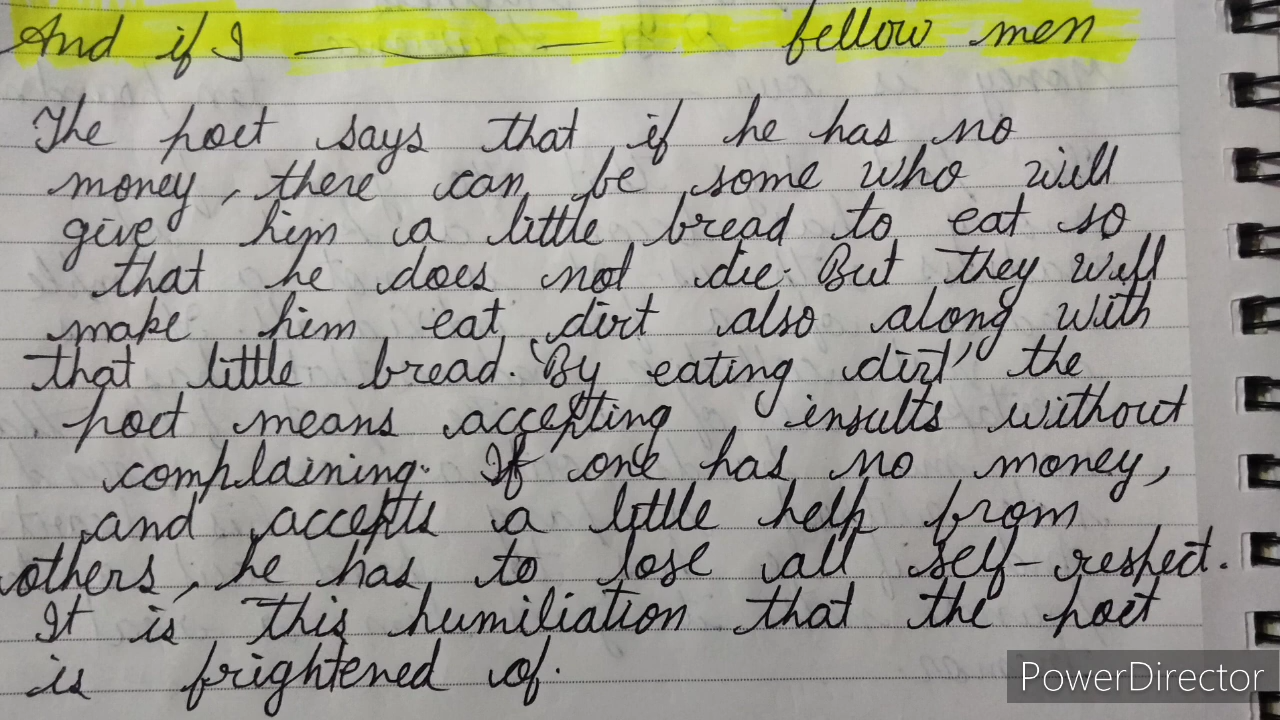 And if I — — — fellow men
The poet says that if he has no
money, there can be some who will
give him a little bread to eat so
that he does not die. But they will
make him eat dirt also along with
that little bread. 'By eating dirt' the
poet means accepting insults without
complaining. If one has no money,
and accepts a little help from
others, he has to lose all self-respect.
It is this humiliation that the poet
is frightened of.
PowerDirector